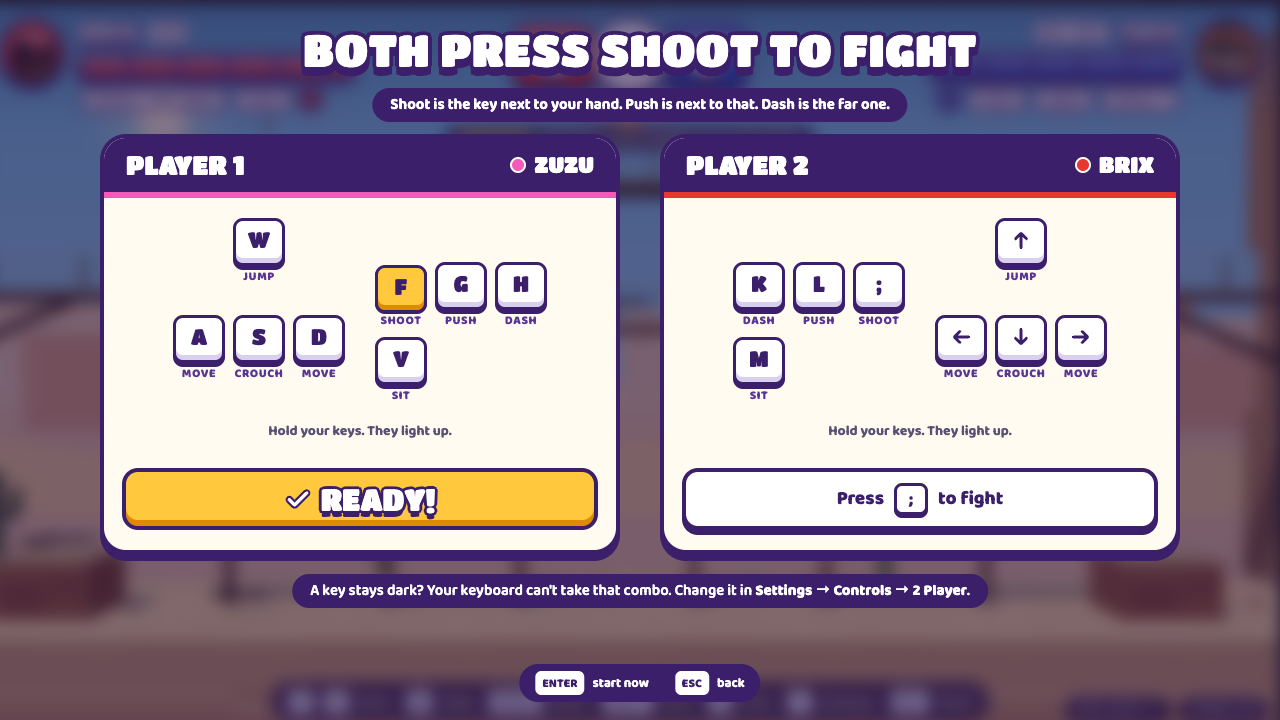 BOTH PRESS SHOOT TO FIGHT
Shoot is the key next to your hand. Push is next to that. Dash is the far one.
PLAYER 1
ZUZU
W
JUMP
F G H
SHOOT PUSH DASH
A S D
MOVE CROUCH MOVE
V
SIT
Hold your keys. They light up.
READY!
PLAYER 2
BRIX
↑
JUMP
K L ;
DASH PUSH SHOOT
← ↓ →
MOVE CROUCH MOVE
M
SIT
Hold your keys. They light up.
Press ; to fight
A key stays dark? Your keyboard can't take that combo. Change it in Settings → Controls → 2 Player.
ENTER start now ESC back